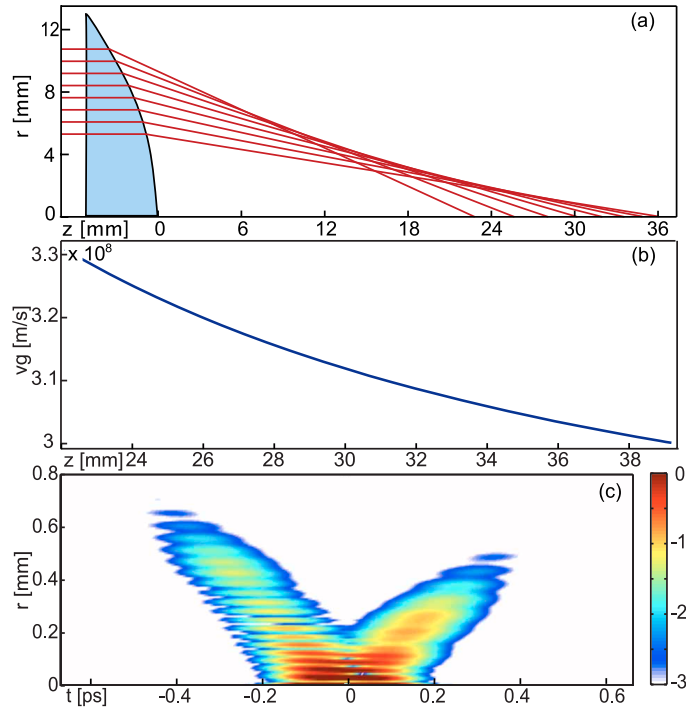 (a)
r [mm]
12
8
4
0
z [mm] 0 6 12 18 24 30 36
(b)
x 10⁸
vg [m/s]
3.3
3.2
3.1
3
z [mm] 24 26 28 30 32 34 36 38
(c)
r [mm]
0.8
0.6
0.4
0.2
0
t [ps] -0.4 -0.2 0 0.2 0.4 0.6
0
-1
-2
-3